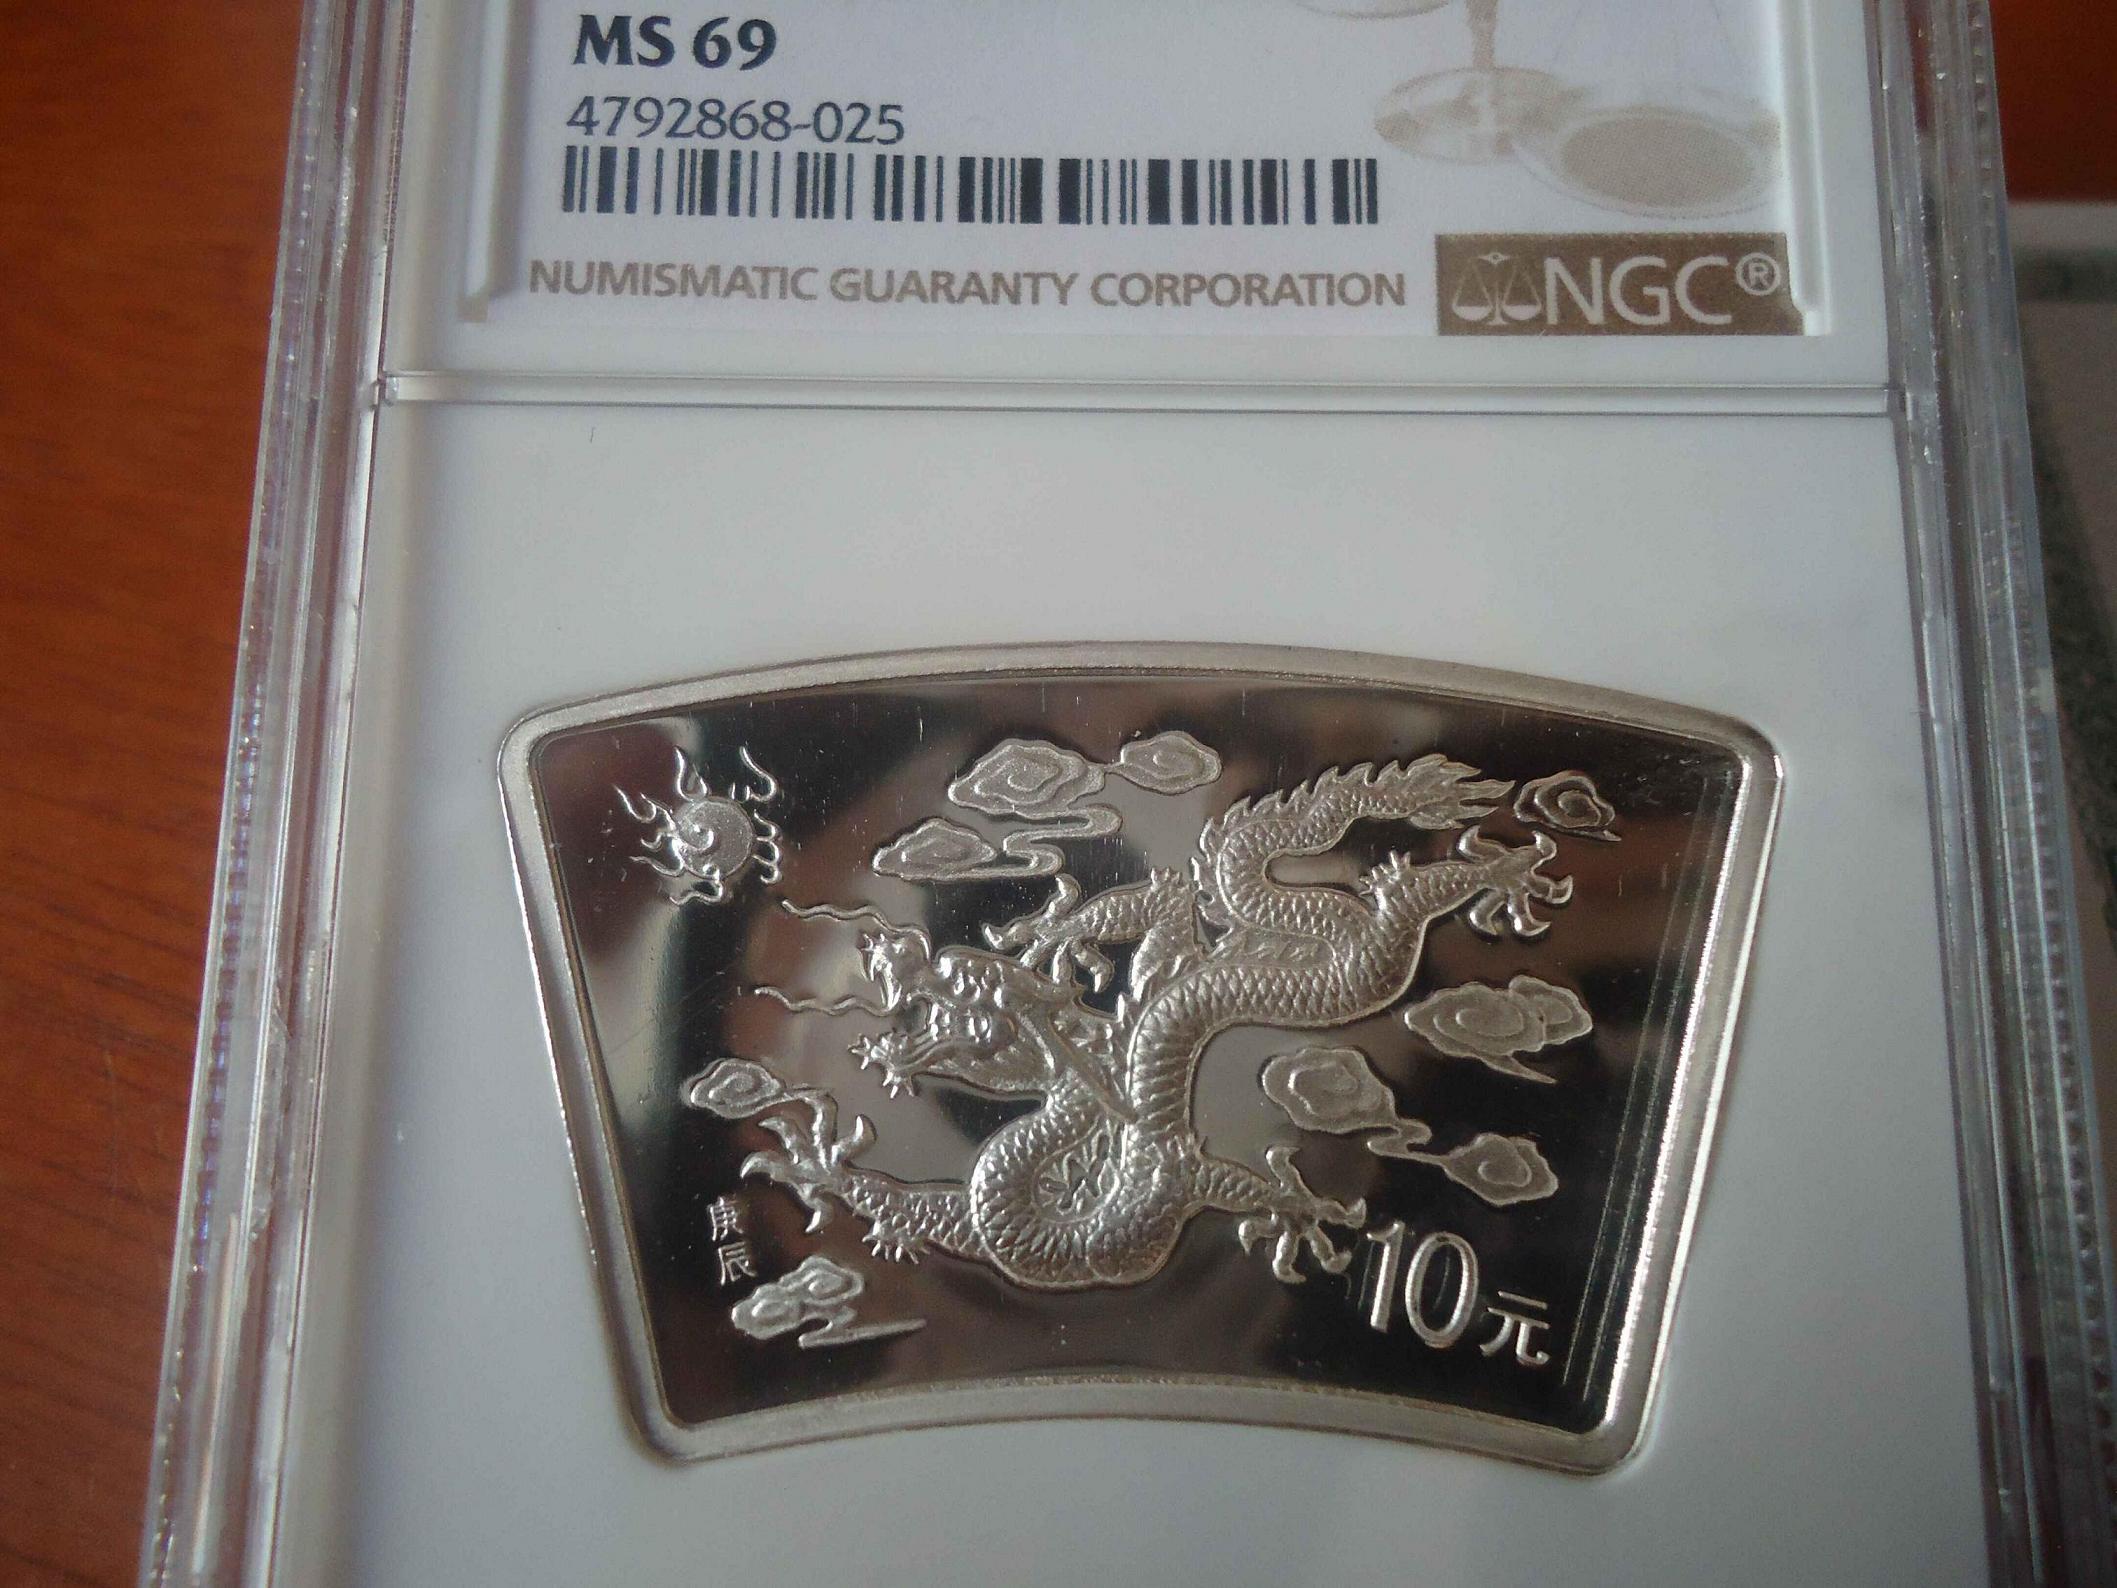 MS 69
4792868-025
NUMISMATIC GUARANTY CORPORATION NGC®
庚辰
10元